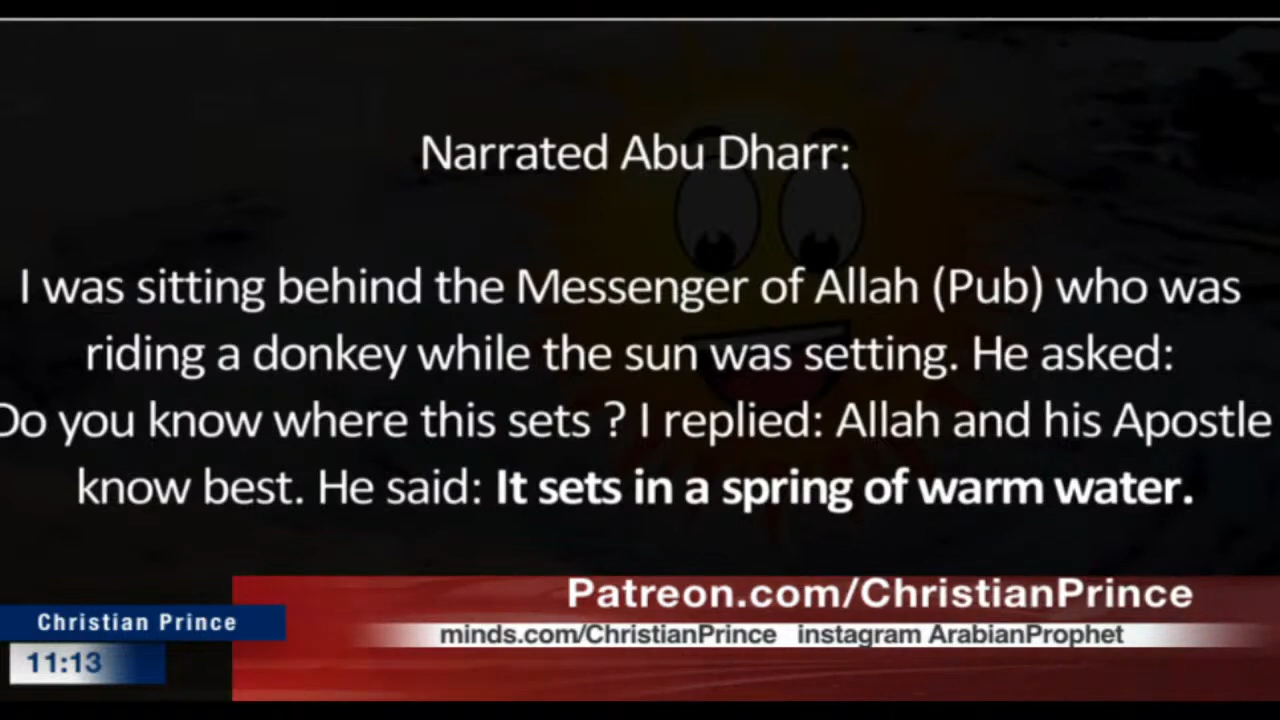 Narrated Abu Dharr:
I was sitting behind the Messenger of Allah (Pub) who was
riding a donkey while the sun was setting. He asked:
Do you know where this sets ? I replied: Allah and his Apostle
know best. He said: It sets in a spring of warm water.
Patreon.com/ChristianPrince
Christian Prince
minds.com/ChristianPrince instagram ArabianProphet
11:13